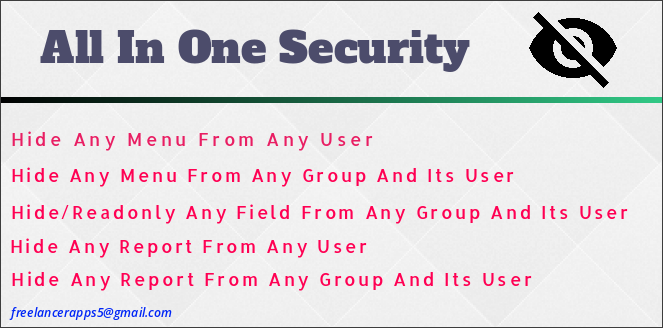 All In One Security
Hide Any Menu From Any User
Hide Any Menu From Any Group And Its User
Hide/Readonly Any Field From Any Group And Its User
Hide Any Report From Any User
Hide Any Report From Any Group And Its User
freelancerapps5@gmail.com